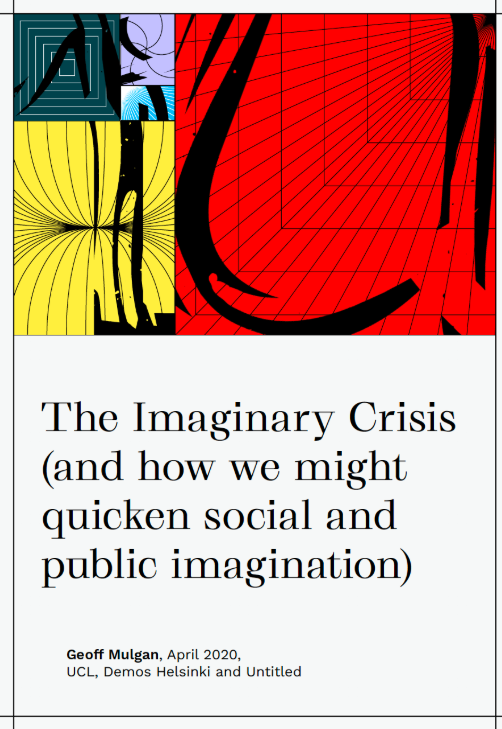 The Imaginary Crisis
(and how we might
quicken social and
public imagination)
Geoff Mulgan, April 2020,
UCL, Demos Helsinki and Untitled